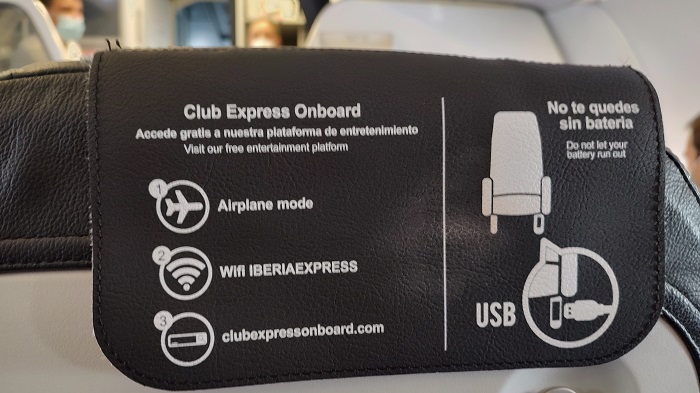 Club Express Onboard
Accede gratis a nuestra plataforma de entretenimiento
Visit our free entertainment platform
1
Airplane mode
2
Wifi IBERIAEXPRESS
3
clubexpressonboard.com
No te quedes
sin bateria
Do not let your
battery run out
USB